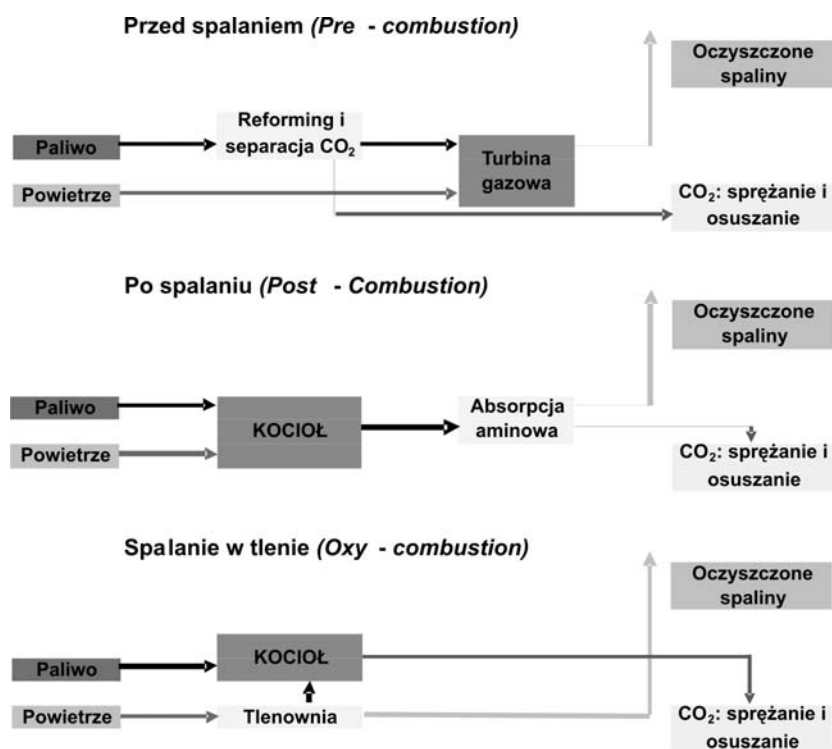 Przed spalaniem (Pre - combustion)
Oczyszczone
spaliny
Reforming i
separacja CO₂
Paliwo
Turbina
gazowa
Powietrze
CO₂: sprężanie i
osuszanie
Po spalaniu (Post - Combustion)
Oczyszczone
spaliny
Paliwo
KOCIOŁ
Absorpcja
aminowa
Powietrze
CO₂: sprężanie i
osuszanie
Spalanie w tlenie (Oxy - combustion)
Oczyszczone
spaliny
KOCIOŁ
Paliwo
Powietrze
Tlenownia
CO₂: sprężanie i
osuszanie